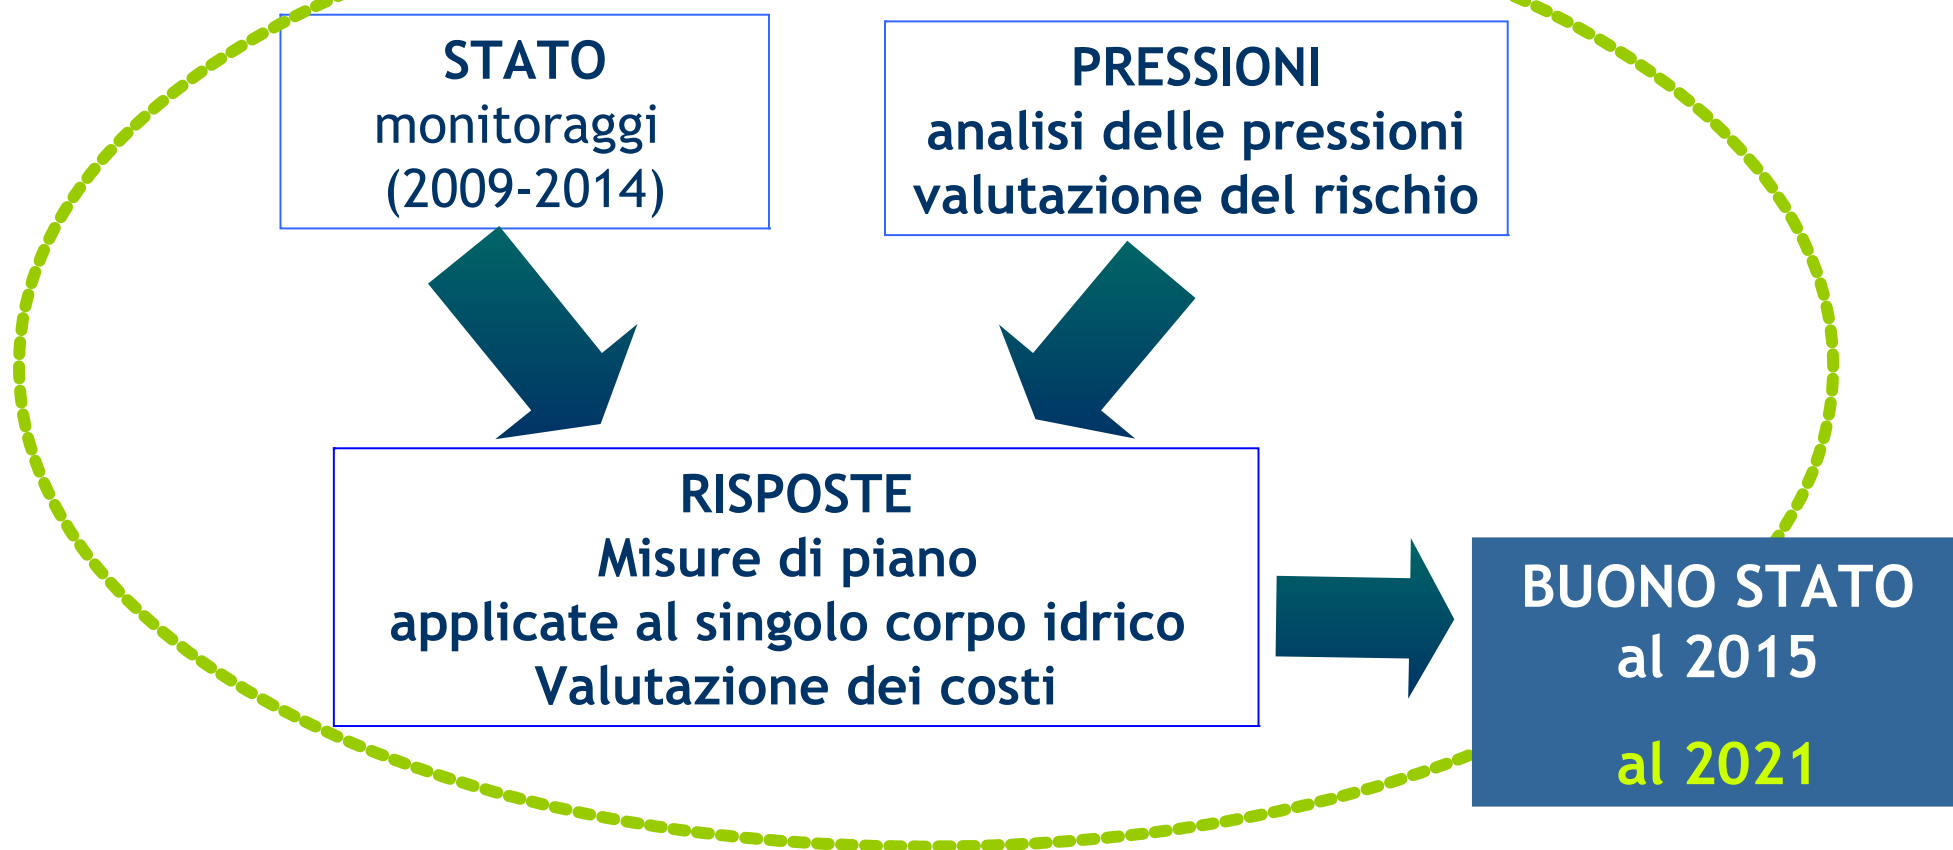 STATO
monitoraggi
(2009-2014)
PRESSIONI
analisi delle pressioni
valutazione del rischio
RISPOSTE
Misure di piano
applicate al singolo corpo idrico
Valutazione dei costi
BUONO STATO
al 2015
al 2021